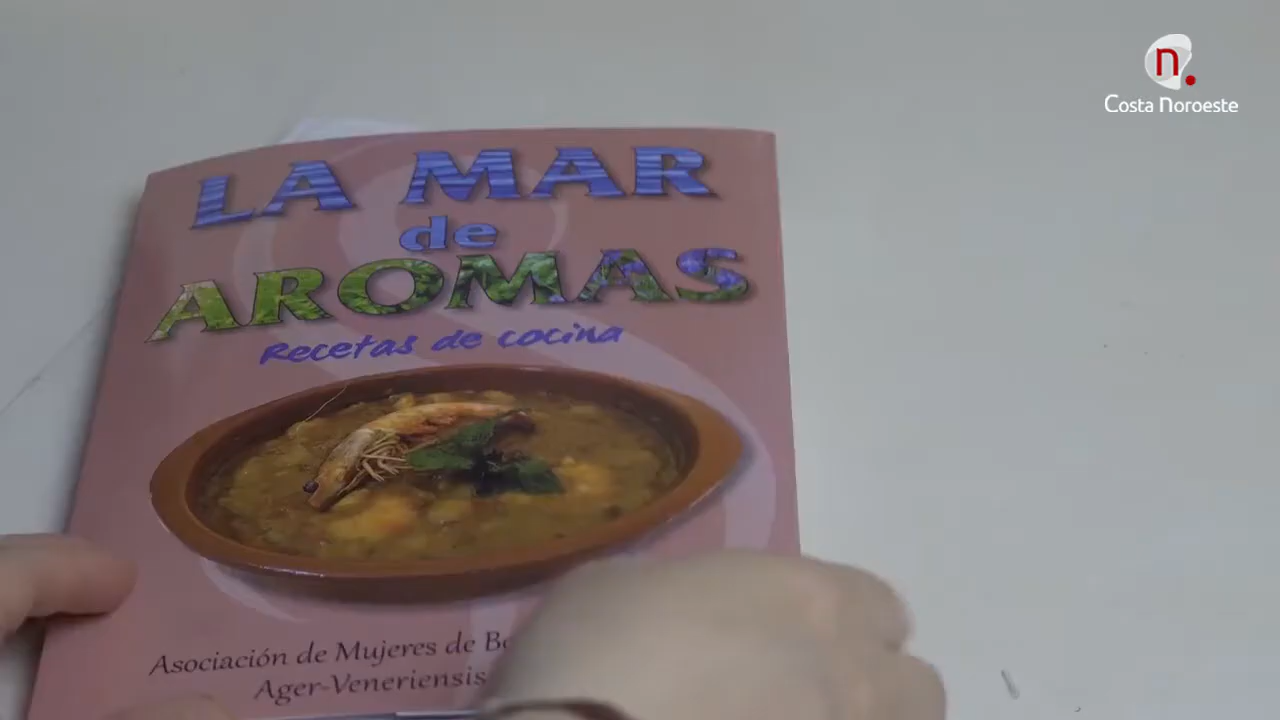 n.
Costa Noroeste
LA MAR
de
AROMAS
Recetas de cocina
Asociación de Mujeres de
Ager-Veneriensis